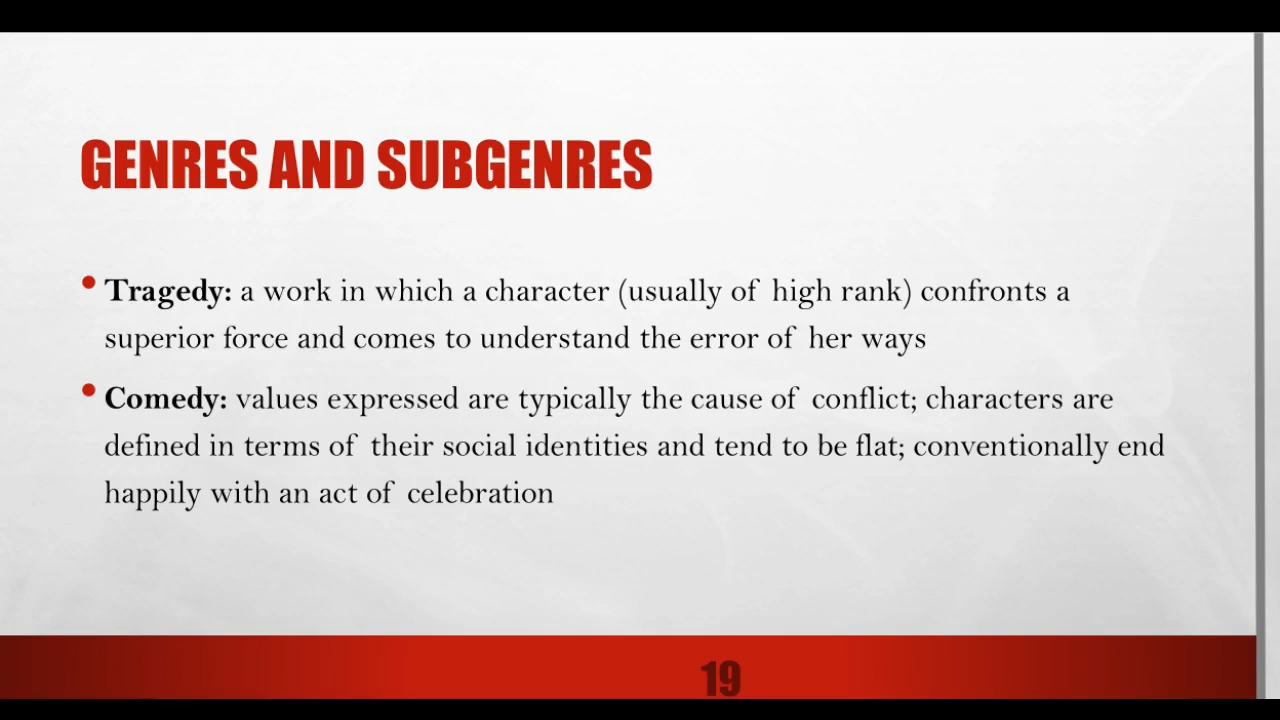 GENRES AND SUBGENRES
• Tragedy: a work in which a character (usually of high rank) confronts a
superior force and comes to understand the error of her ways
• Comedy: values expressed are typically the cause of conflict; characters are
defined in terms of their social identities and tend to be flat; conventionally end
happily with an act of celebration
19